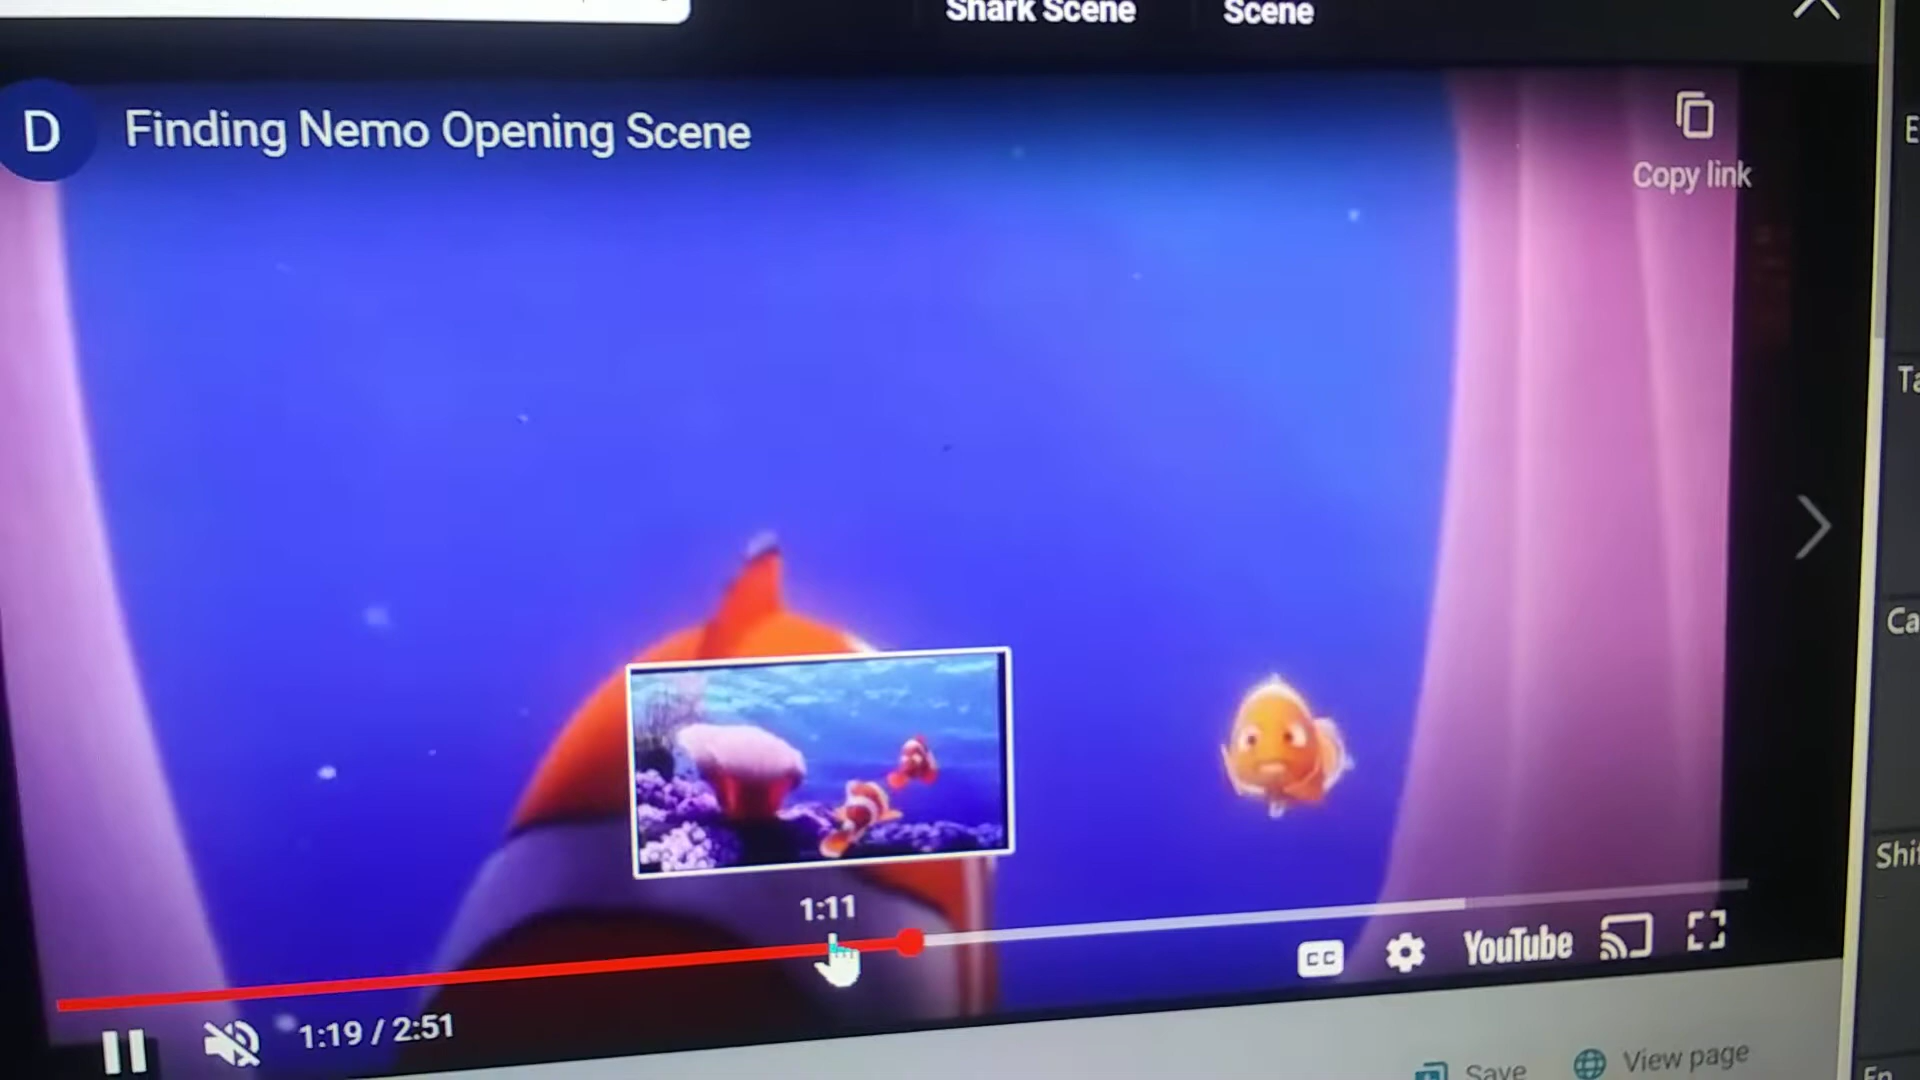 Shark Scene
Scene
D
Finding Nemo Opening Scene
Copy link
1:11
CC
YouTube
1:19 / 2:51
Save
View page